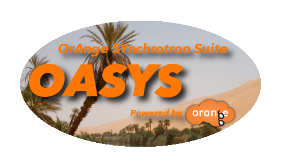 OrAnge SYnchrotron Suite
OASYS
Powered by orange